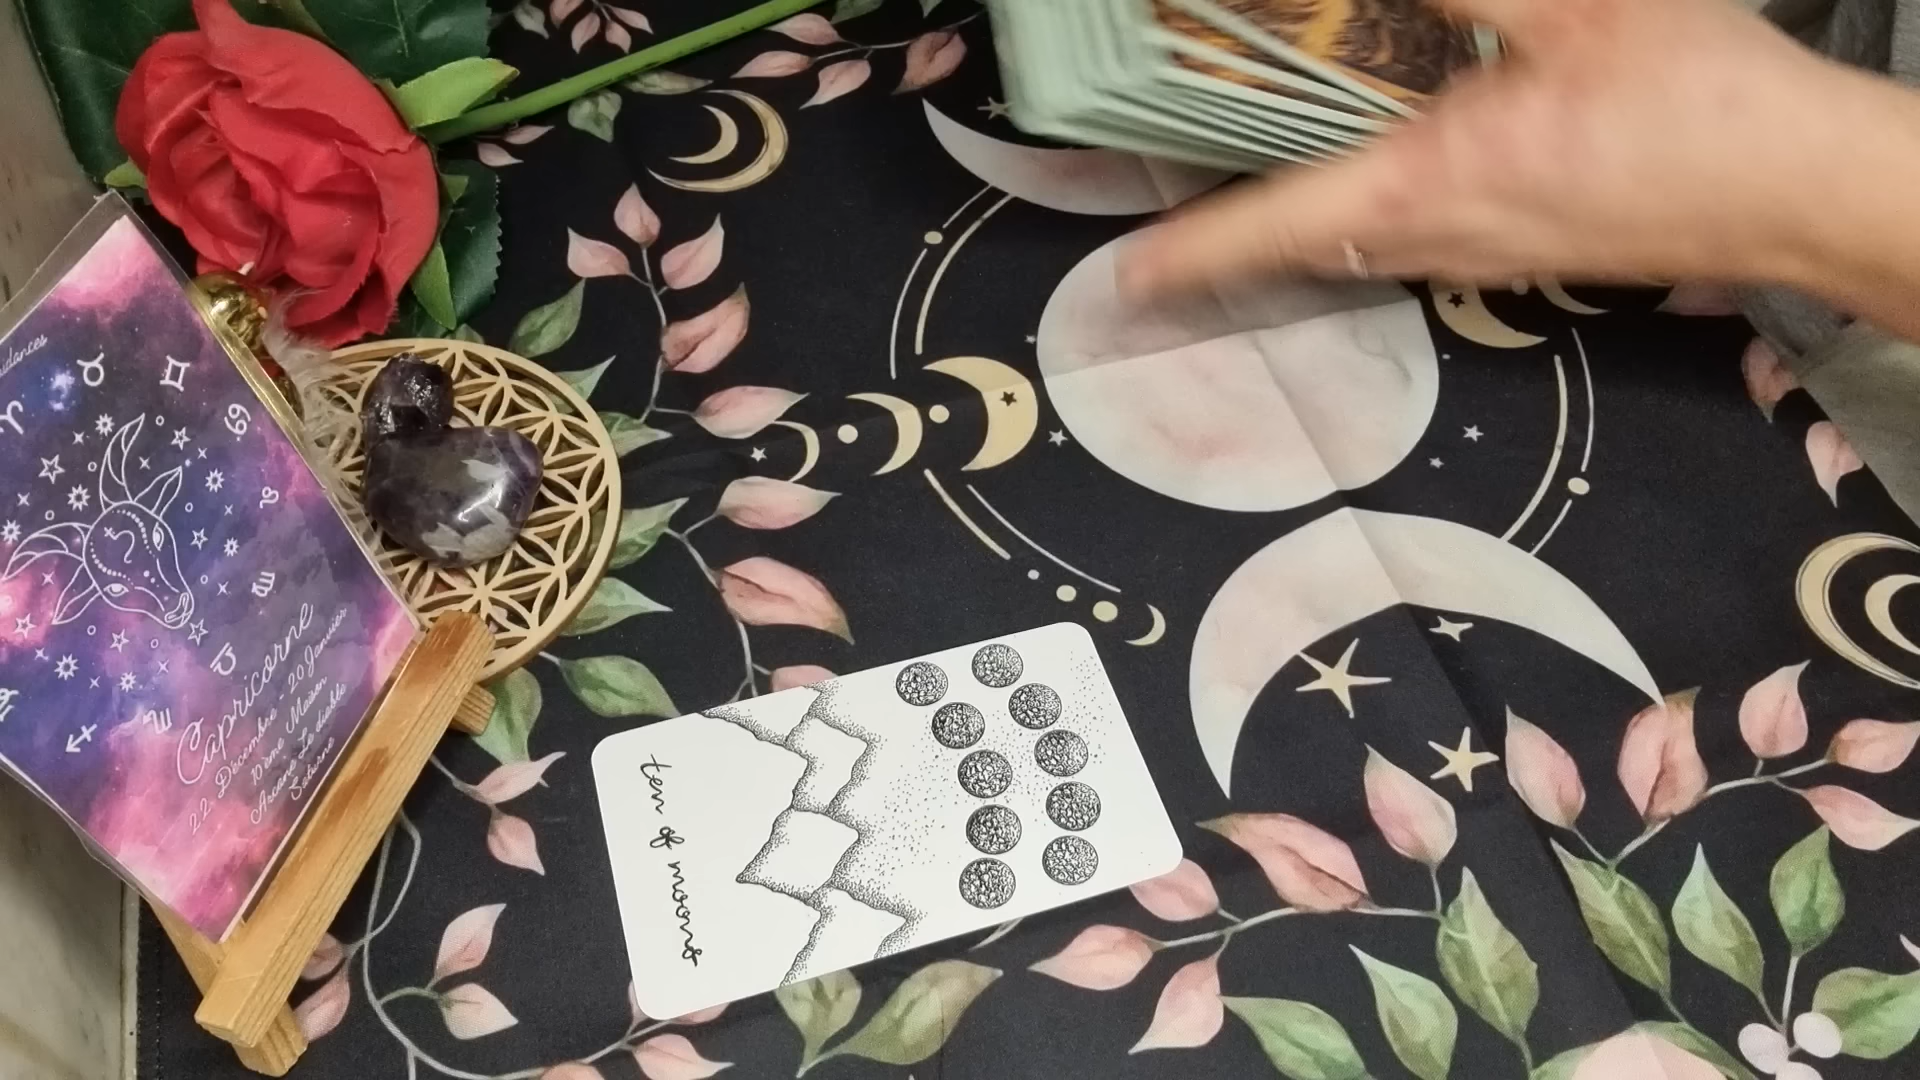 Capricorne
22 Décembre - 20 Janvier
10ème Maison
Arcane Le diable
Saturne
ten of moons